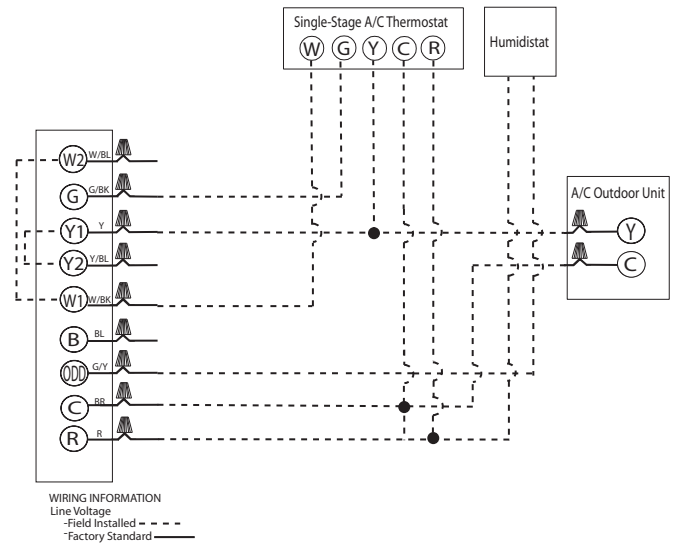 Single-Stage A/C Thermostat
W G Y C R
Humidistat
A/C Outdoor Unit
Y
C
W2 W/BL
G G/BK
Y1 Y
Y2 Y/BL
W1 W/BK
B BL
ODD G/Y
C BR
R R
WIRING INFORMATION
Line Voltage
-Field Installed
-Factory Standard